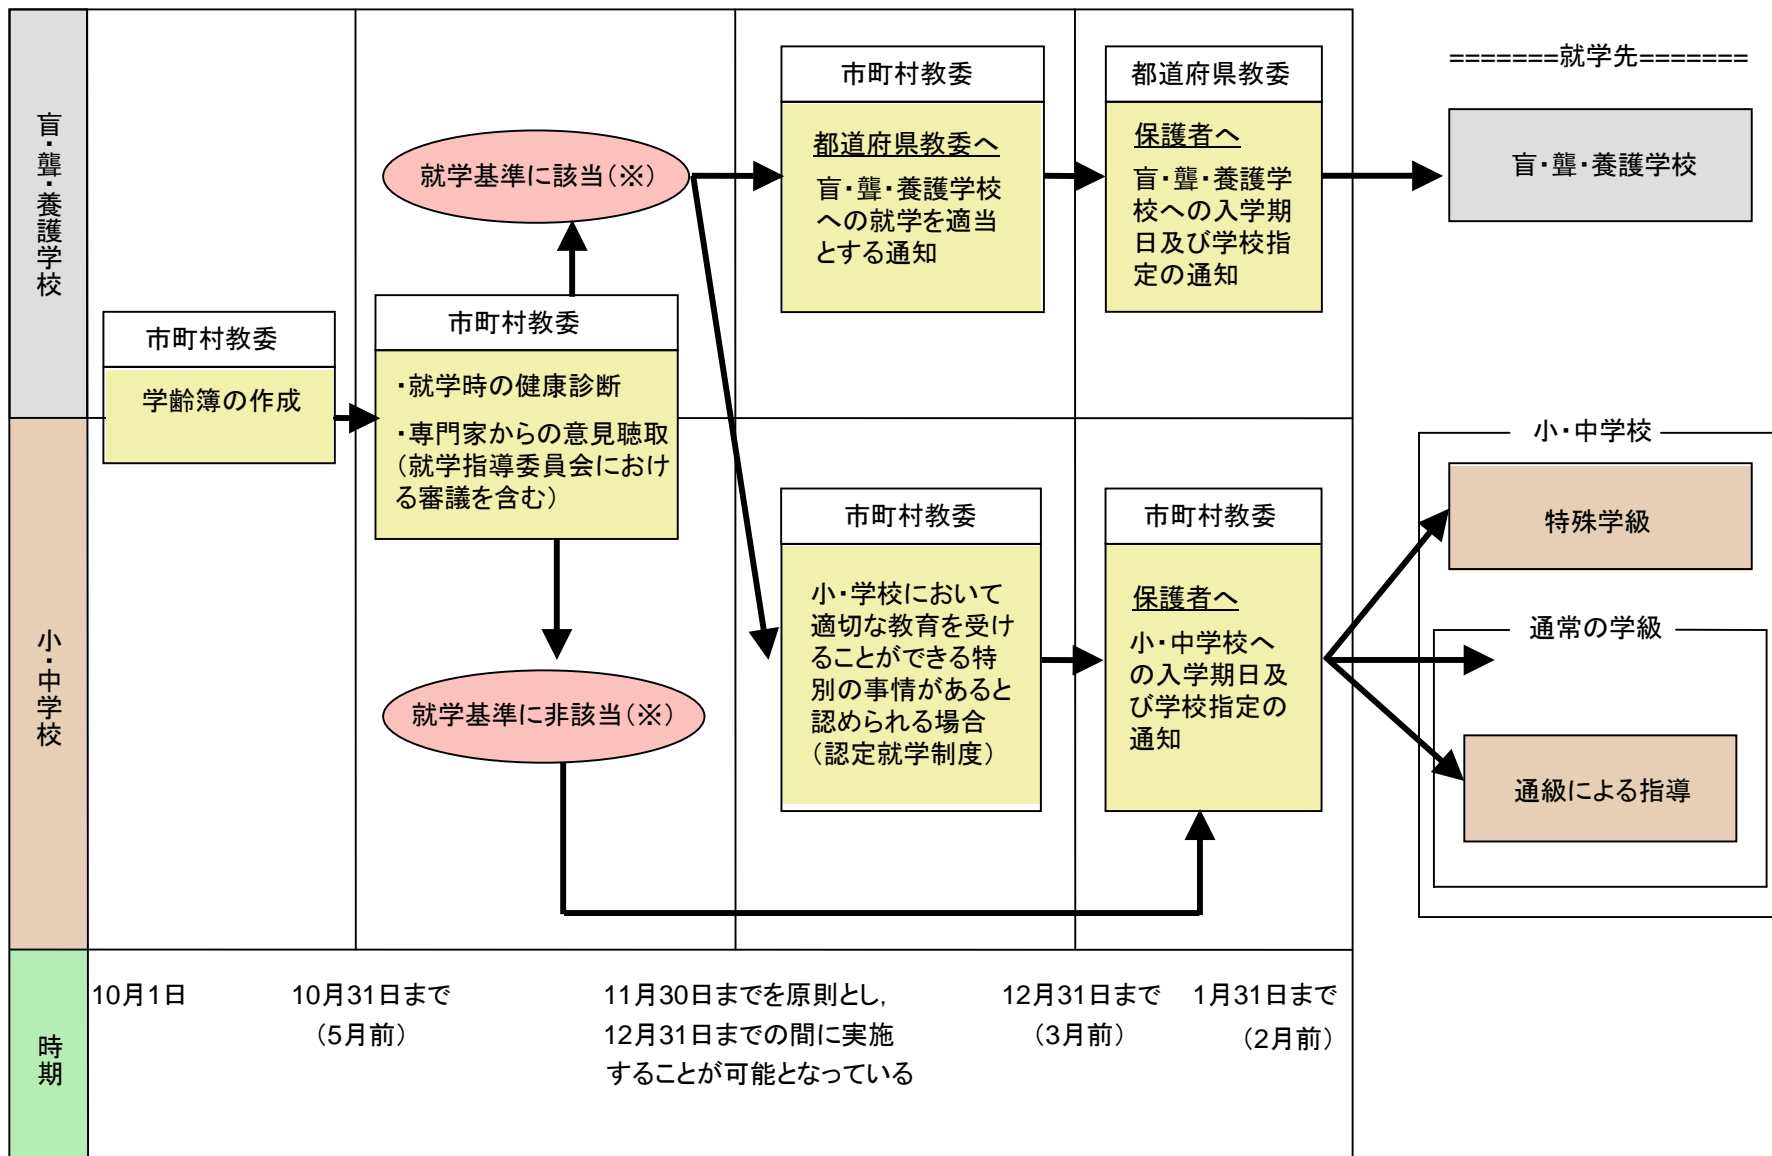 盲・聾・養護学校
小・中学校
時期
市町村教委
学齢簿の作成
市町村教委
・就学時の健康診断
・専門家からの意見聴取
（就学指導委員会におけ
る審議を含む）
就学基準に該当（※）
就学基準に非該当（※）
市町村教委
都道府県教委へ
盲・聾・養護学校
への就学を適当
とする通知
都道府県教委
保護者へ
盲・聾・養護学
校への入学期
日及び学校指
定の通知
市町村教委
小・学校において
適切な教育を受け
ることができる特
別の事情があると
認められる場合
（認定就学制度）
市町村教委
保護者へ
小・中学校へ
の入学期日及
び学校指定の
通知
=======就学先=======
盲・聾・養護学校
小・中学校
特殊学級
通常の学級
通級による指導
10月1日
10月31日まで
（5月前）
11月30日までを原則とし，
12月31日までの間に実施
することが可能となっている
12月31日まで
（3月前）
1月31日まで
（2月前）